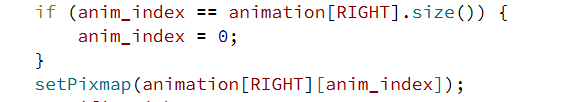 if (anim_index == animation[RIGHT].size()) {
    anim_index = 0;
}
setPixmap(animation[RIGHT][anim_index]);